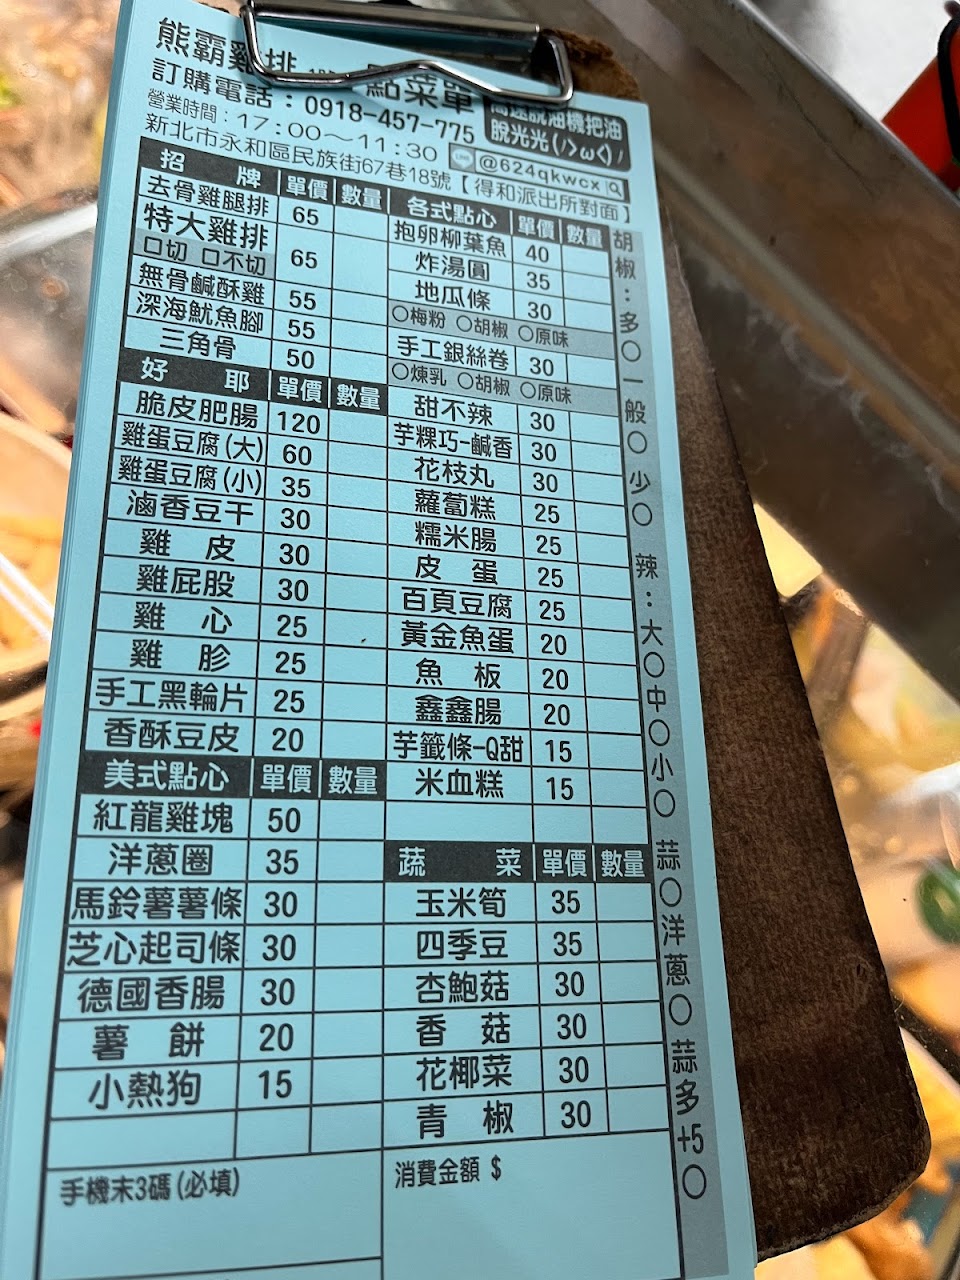 熊霸雞排 點菜單
訂購電話：0918-457-775
營業時間：17:00～11:30
新北市永和區民族街67巷18號【得和派出所對面】
高速脫油機把油
脫光光(ﾉ>ω<)ﾉ
LINE @624qkwcx
招牌 單價 數量
去骨雞腿排 65
特大雞排 65
口切 口不切
無骨鹹酥雞 55
深海魷魚腳 55
三角骨 50
好耶 單價 數量
脆皮肥腸 120
雞蛋豆腐(大) 60
雞蛋豆腐(小) 35
滷香豆干 30
雞皮 30
雞屁股 30
雞心 25
雞胗 25
手工黑輪片 25
香酥豆皮 20
美式點心 單價 數量
紅龍雞塊 50
洋蔥圈 35
馬鈴薯薯條 30
芝心起司條 30
德國香腸 30
薯餅 20
小熱狗 15
手機末3碼(必填)
各式點心 單價 數量
抱卵柳葉魚 40
炸湯圓 35
地瓜條 30
○梅粉 ○胡椒 ○原味
手工銀絲卷 30
○煉乳 ○胡椒 ○原味
甜不辣 30
芋粿巧-鹹香 30
花枝丸 30
蘿蔔糕 25
糯米腸 25
皮蛋 25
百頁豆腐 25
黃金魚蛋 20
魚板 20
鑫鑫腸 20
芋籤條-Q甜 15
米血糕 15
蔬菜 單價 數量
玉米筍 35
四季豆 35
杏鮑菇 30
香菇 30
花椰菜 30
青椒 30
消費金額 $
胡椒：多○ 一般○ 少○ 辣：大○中○小○ 蒜○洋蔥○ 蒜多+5○